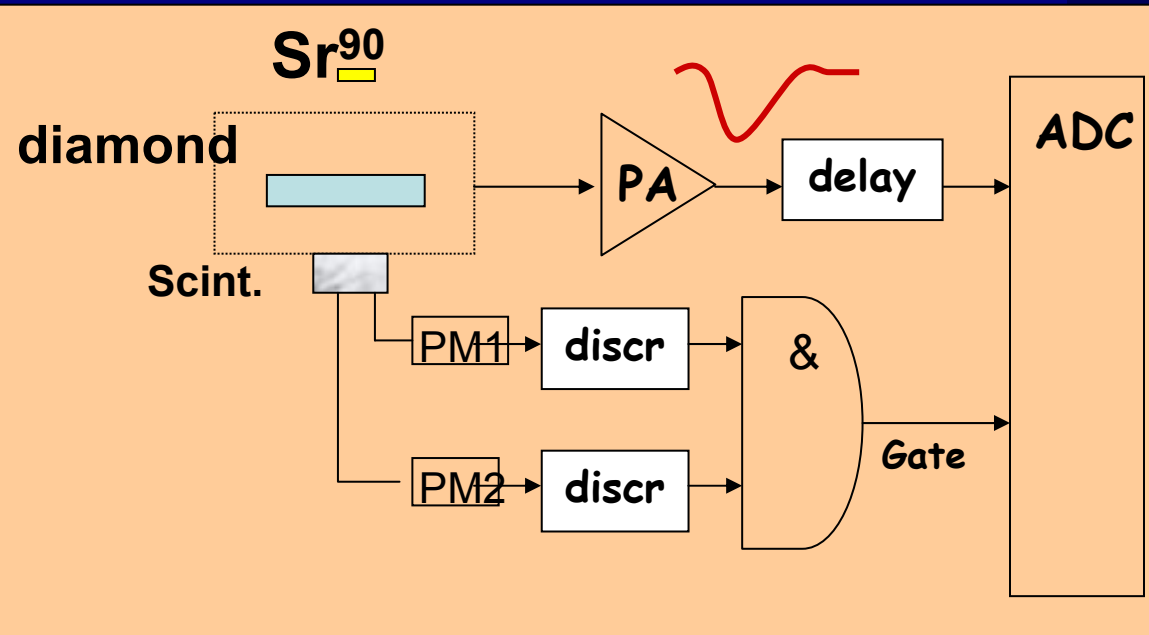 Sr⁹⁰
diamond
ADC
PA
delay
Scint.
PM1
discr
&
Gate
PM2
discr